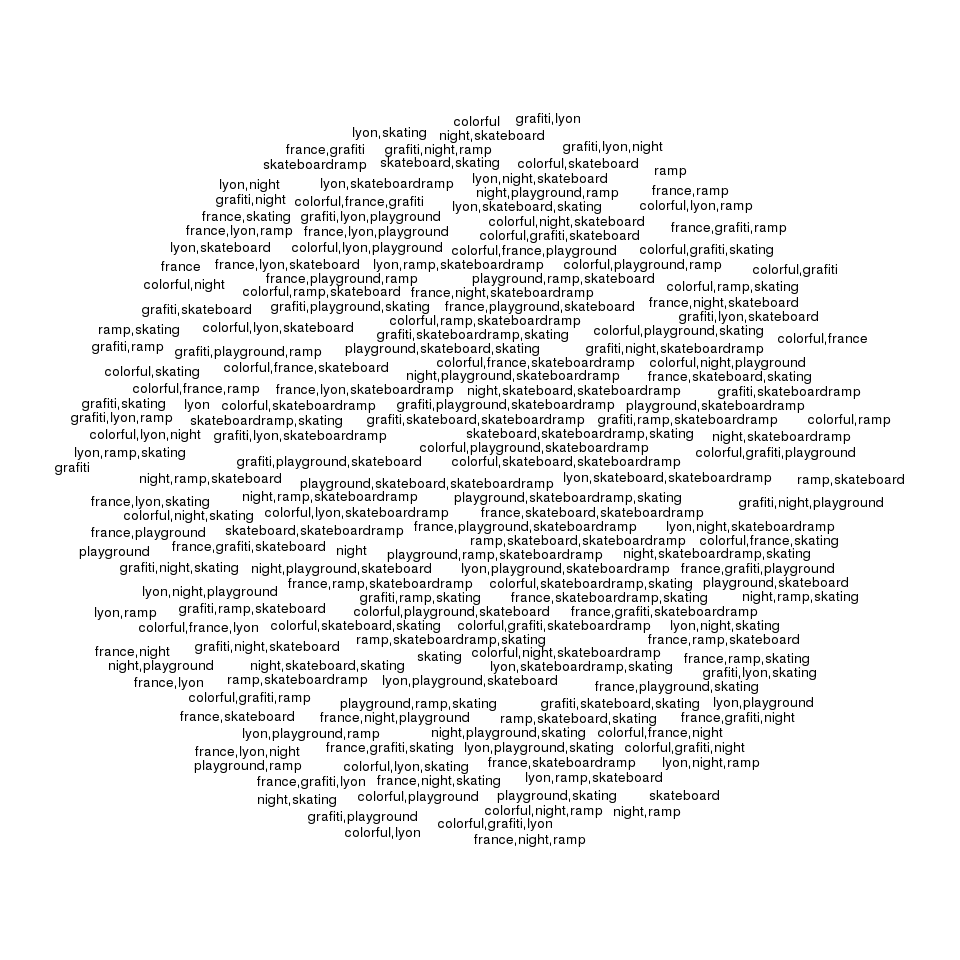 colorful grafiti,lyon
lyon,skating night,skateboard
france,grafiti grafiti,night,ramp grafiti,lyon,night
skateboardramp skateboard,skating colorful,skateboard ramp
lyon,night lyon,skateboardramp lyon,night,skateboard
grafiti,night colorful,france,grafiti night,playground,ramp france,ramp
france,skating grafiti,lyon,playground lyon,skateboard,skating colorful,lyon,ramp
france,lyon,ramp france,lyon,playground colorful,night,skateboard france,grafiti,ramp
colorful,grafiti,skateboard
lyon,skateboard colorful,lyon,playground colorful,france,playground colorful,grafiti,skating
france france,lyon,skateboard lyon,ramp,skateboardramp colorful,playground,ramp colorful,grafiti
colorful,night france,playground,ramp playground,ramp,skateboard colorful,ramp,skating
colorful,ramp,skateboard france,night,skateboardramp
grafiti,skateboard grafiti,playground,skating france,playground,skateboard france,night,skateboard
colorful,ramp,skateboardramp grafiti,lyon,skateboard
ramp,skating colorful,lyon,skateboard grafiti,skateboardramp,skating colorful,playground,skating colorful,france
grafiti,ramp grafiti,playground,ramp playground,skateboard,skating grafiti,night,skateboardramp
colorful,skating colorful,france,skateboard colorful,france,skateboardramp colorful,night,playground
night,playground,skateboardramp france,skateboard,skating
colorful,france,ramp france,lyon,skateboardramp night,skateboard,skateboardramp grafiti,skateboardramp
grafiti,skating lyon colorful,skateboardramp grafiti,playground,skateboardramp playground,skateboardramp
grafiti,lyon,ramp skateboardramp,skating grafiti,skateboard,skateboardramp grafiti,ramp,skateboardramp colorful,ramp
colorful,lyon,night grafiti,lyon,skateboardramp skateboard,skateboardramp,skating night,skateboardramp
lyon,ramp,skating colorful,playground,skateboardramp colorful,grafiti,playground
grafiti grafiti,playground,skateboard colorful,skateboard,skateboardramp
night,ramp,skateboard playground,skateboard,skateboardramp lyon,skateboard,skateboardramp ramp,skateboard
france,lyon,skating night,ramp,skateboardramp playground,skateboardramp,skating grafiti,night,playground
colorful,night,skating colorful,lyon,skateboardramp france,skateboard,skateboardramp
france,playground skateboard,skateboardramp france,playground,skateboardramp lyon,night,skateboardramp
playground france,grafiti,skateboard night ramp,skateboard,skateboardramp colorful,france,skating
playground,ramp,skateboardramp night,skateboardramp,skating
grafiti,night,skating night,playground,skateboard lyon,playground,skateboardramp france,grafiti,playground
lyon,night,playground france,ramp,skateboardramp colorful,skateboardramp,skating playground,skateboard
grafiti,ramp,skating france,skateboardramp,skating night,ramp,skating
lyon,ramp grafiti,ramp,skateboard colorful,playground,skateboard france,grafiti,skateboardramp
colorful,france,lyon colorful,skateboard,skating colorful,grafiti,skateboardramp lyon,night,skating
france,night grafiti,night,skateboard ramp,skateboardramp,skating france,ramp,skateboard
skating colorful,night,skateboardramp france,ramp,skating
night,playground night,skateboard,skating lyon,skateboardramp,skating grafiti,lyon,skating
france,lyon ramp,skateboardramp lyon,playground,skateboard france,playground,skating
colorful,grafiti,ramp playground,ramp,skating grafiti,skateboard,skating lyon,playground
france,skateboard france,night,playground ramp,skateboard,skating france,grafiti,night
lyon,playground,ramp night,playground,skating colorful,france,night
france,lyon,night france,grafiti,skating lyon,playground,skating colorful,grafiti,night
playground,ramp colorful,lyon,skating france,skateboardramp lyon,night,ramp
france,grafiti,lyon france,night,skating lyon,ramp,skateboard
night,skating colorful,playground playground,skating skateboard
grafiti,playground colorful,night,ramp night,ramp
colorful,lyon colorful,grafiti,lyon
france,night,ramp